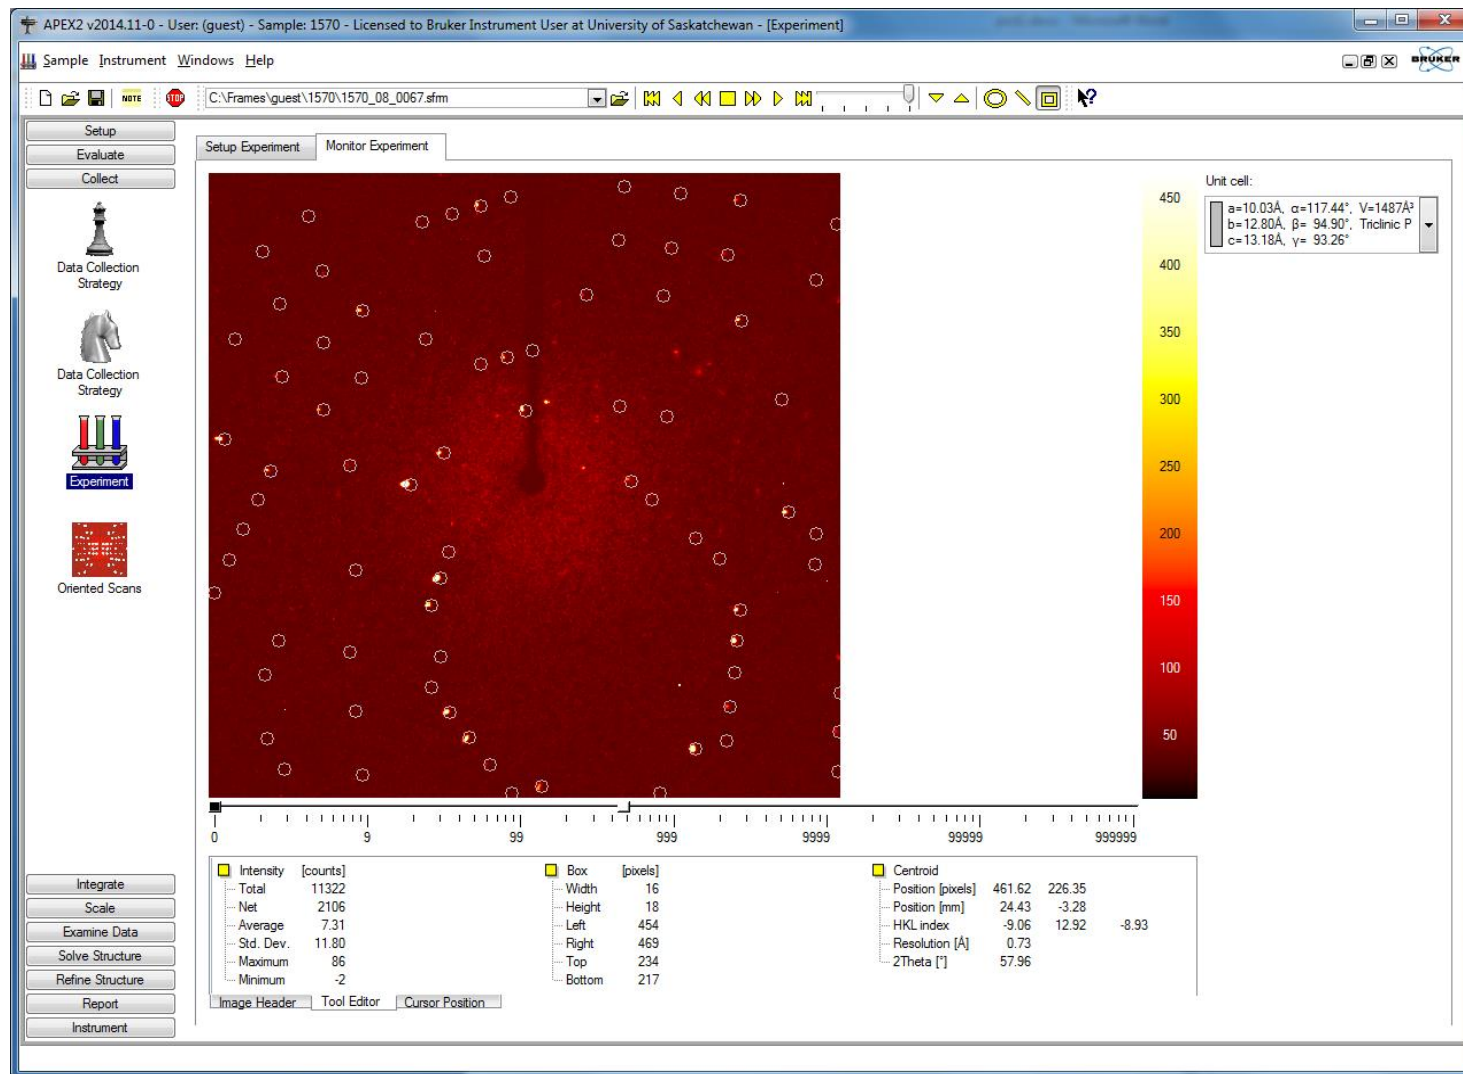 APEX2 v2014.11-0 - User: (guest) - Sample: 1570 - Licensed to Bruker Instrument User at University of Saskatchewan - [Experiment]
Sample Instrument Windows Help
BRUKER
NOTE STOP C:\Frames\guest\1570\1570_08_0067.sfrm
Setup
Evaluate
Collect
Data Collection
Strategy
Data Collection
Strategy
Experiment
Oriented Scans
Integrate
Scale
Examine Data
Solve Structure
Refine Structure
Report
Instrument
Setup Experiment Monitor Experiment
450
400
350
300
250
200
150
100
50
Unit cell:
a=10.03Å, α=117.44°, V=1487Å³
b=12.80Å, β= 94.90°, Triclinic P
c=13.18Å, γ= 93.26°
0 9 99 999 9999 99999 999999
Intensity [counts]
Total 11322
Net 2106
Average 7.31
Std. Dev. 11.80
Maximum 86
Minimum -2
Box [pixels]
Width 16
Height 18
Left 454
Right 469
Top 234
Bottom 217
Centroid
Position [pixels] 461.62 226.35
Position [mm] 24.43 -3.28
HKL index -9.06 12.92 -8.93
Resolution [Å] 0.73
2Theta [°] 57.96
Image Header Tool Editor Cursor Position